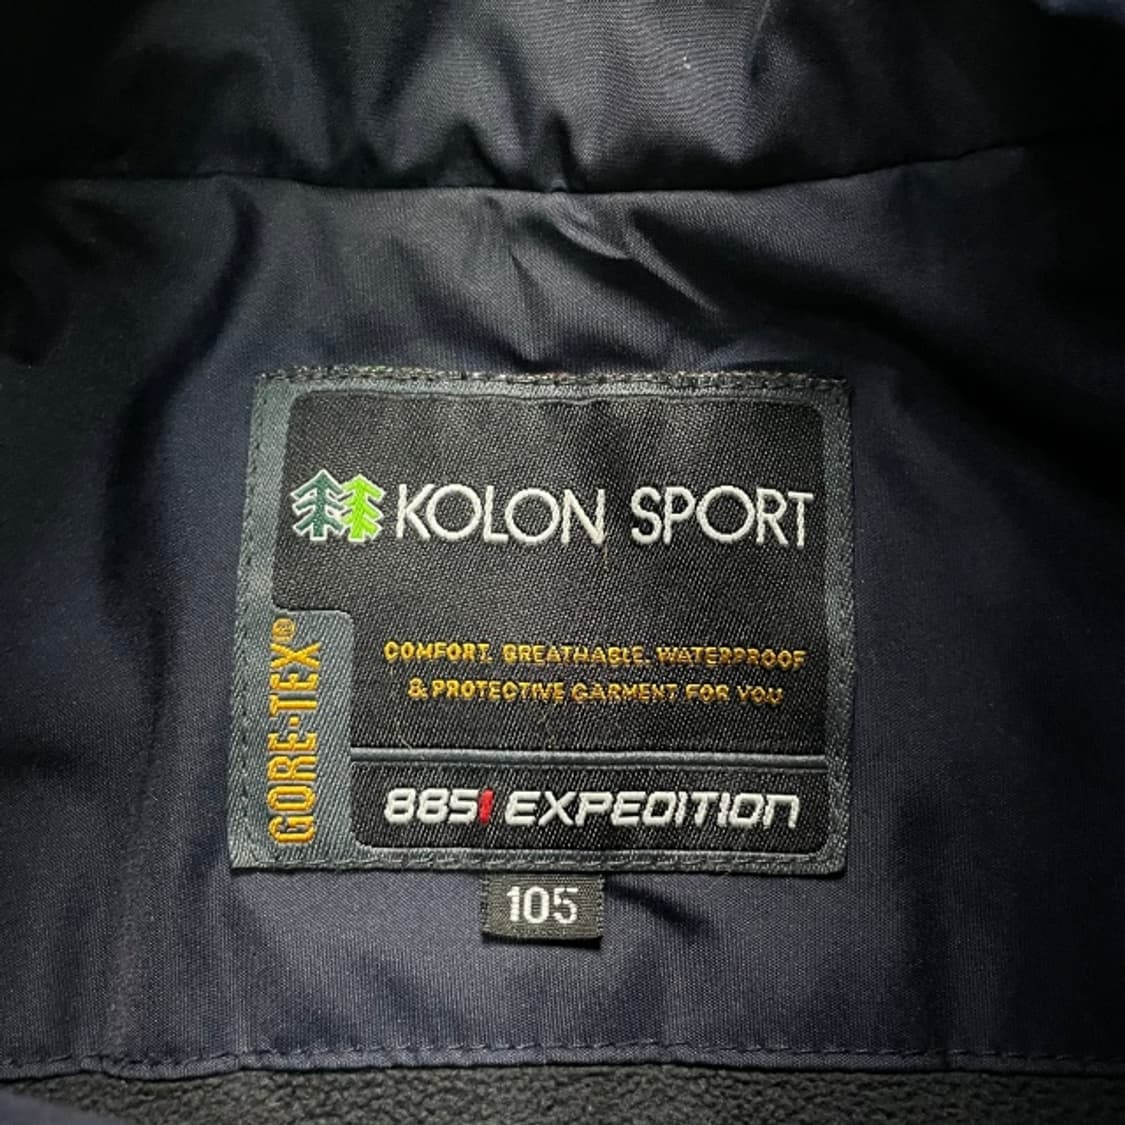 KOLON SPORT
GORE-TEX®
COMFORT. BREATHABLE. WATERPROOF
& PROTECTIVE GARMENT FOR YOU
8851 EXPEDITION
105